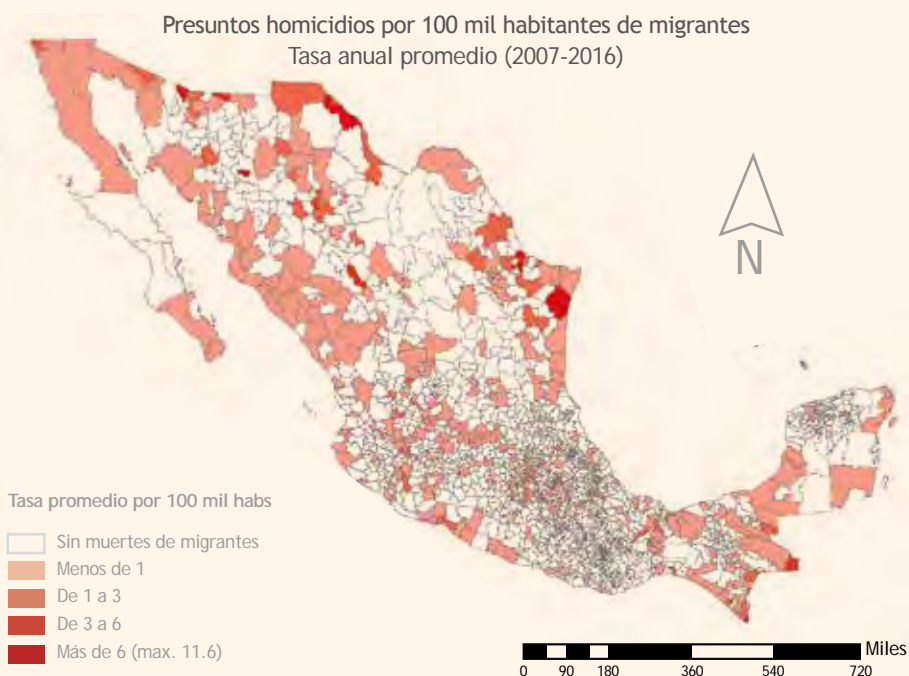 Presuntos homicidios por 100 mil habitantes de migrantes
Tasa anual promedio (2007-2016)
N
Tasa promedio por 100 mil habs
Sin muertes de migrantes
Menos de 1
De 1 a 3
De 3 a 6
Más de 6 (max. 11.6)
Miles
0 90 180 360 540 720